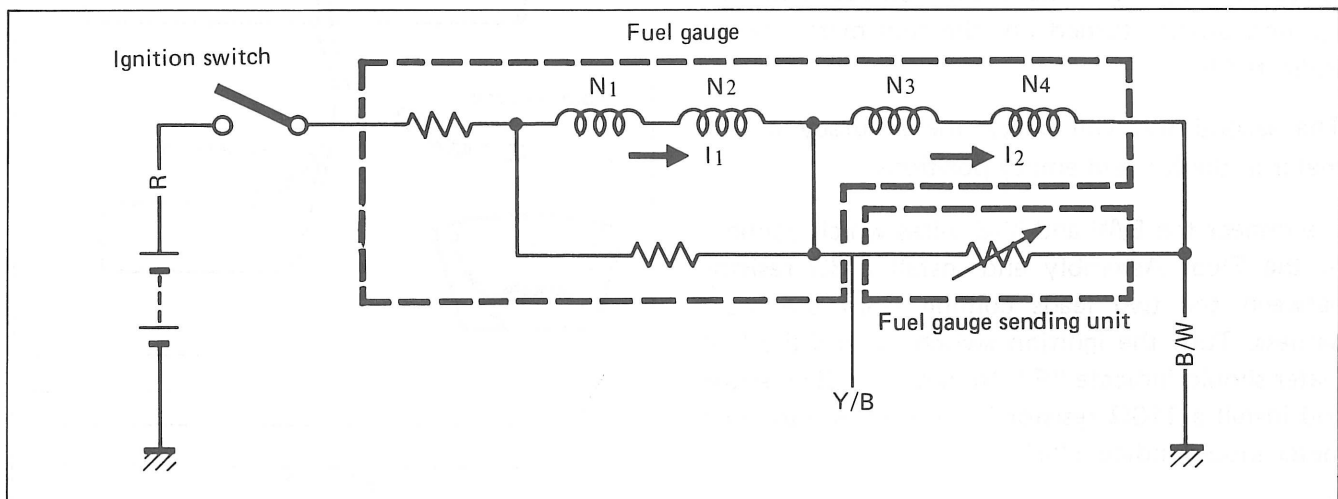 Fuel gauge
Ignition switch
N1 N2 N3 N4
I1 I2
R
Fuel gauge sending unit
B/W
Y/B